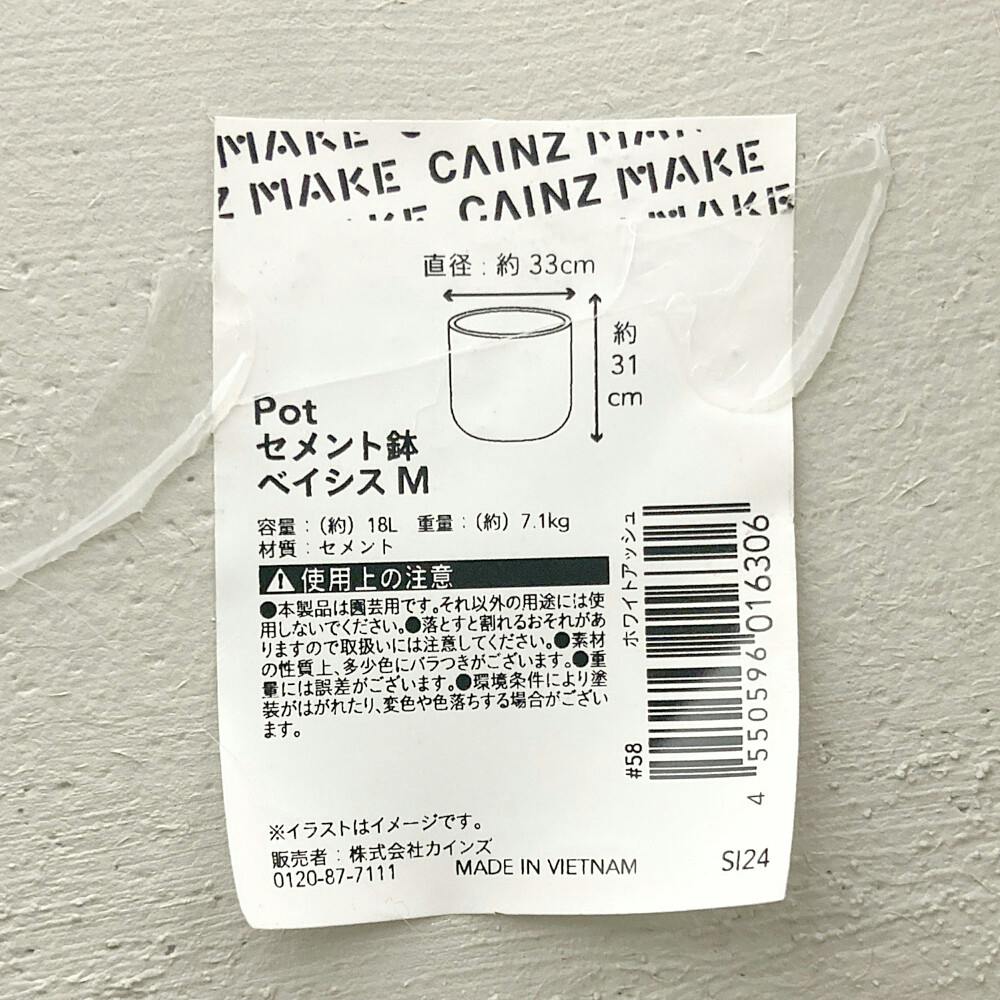 CAINZ
Z MAKE CAINZ MAKE
CAINZ
直径：約 33cm
約
31
cm
Pot
セメント鉢
ベイシス M
容量：(約) 18L 重量：(約) 7.1kg
材質：セメント
使用上の注意
●本製品は園芸用です。それ以外の用途には使
用しないでください。●落とすと割れるおそれがあ
りますので取扱いには注意してください。●素材
の性質上、多少色にバラつきがございます。●重
量には誤差がございます。●環境条件により塗
装がはがれたり、変色や色落ちする場合がござい
ます。
#58 ホワイトアッシュ
4 550596 016306
※イラストはイメージです。
販売者：株式会社カインズ
0120-87-7111
MADE IN VIETNAM
SI24